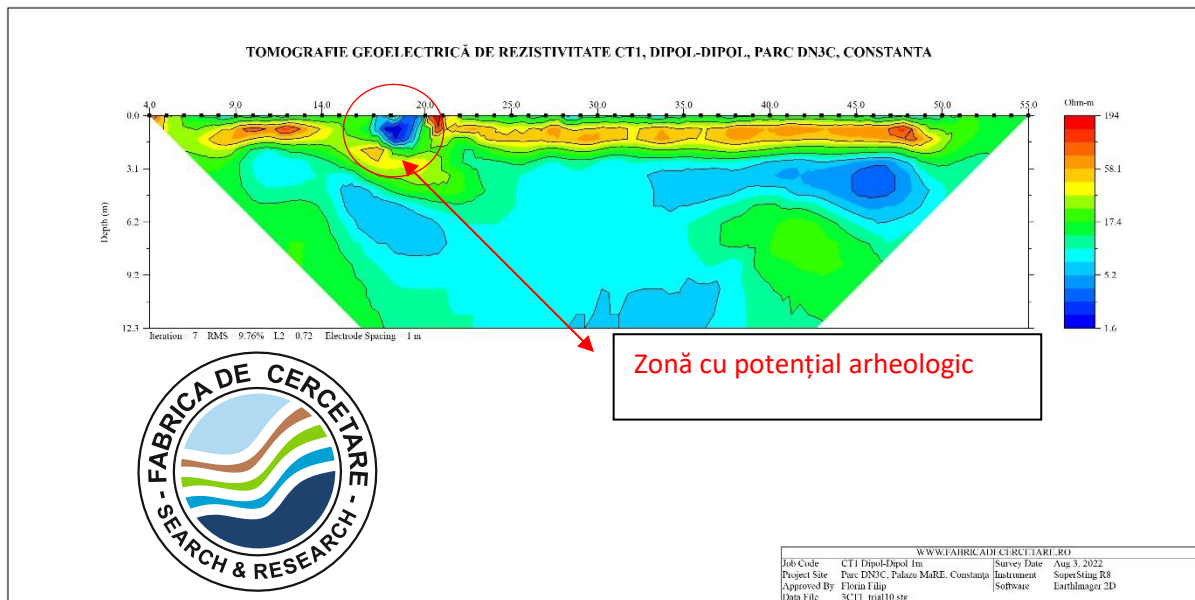 TOMOGRAFIE GEOELECTRICĂ DE REZISTIVITATE CT1, DIPOL-DIPOL, PARC DN3C, CONSTANTA
4.0 9.0 14.0 20.0 25.0 30.0 35.0 40.0 45.0 50.0 55.0
Ohm-m
0.0
3.1
6.2
9.2
12.3
Depth (m)
194
56.1
17.4
5.2
1.6
Iteration = 7 RMS = 9.76% L2 = 0.72 Electrode Spacing = 1 m
Zonă cu potențial arheologic
- FABRICA DE CERCETARE -
SEARCH & RESEARCH
WWW.FABRICADECERCETARE.RO
Job Code CT1 Dipol-Dipol 1m Survey Date Aug 3, 2022
Project Site Parc DN3C, Palazu MaRE, Constanța Instrument SuperSting R8
Approved By Florin Filip Software EarthImager 2D
Data File 3CT1_trial10.stg